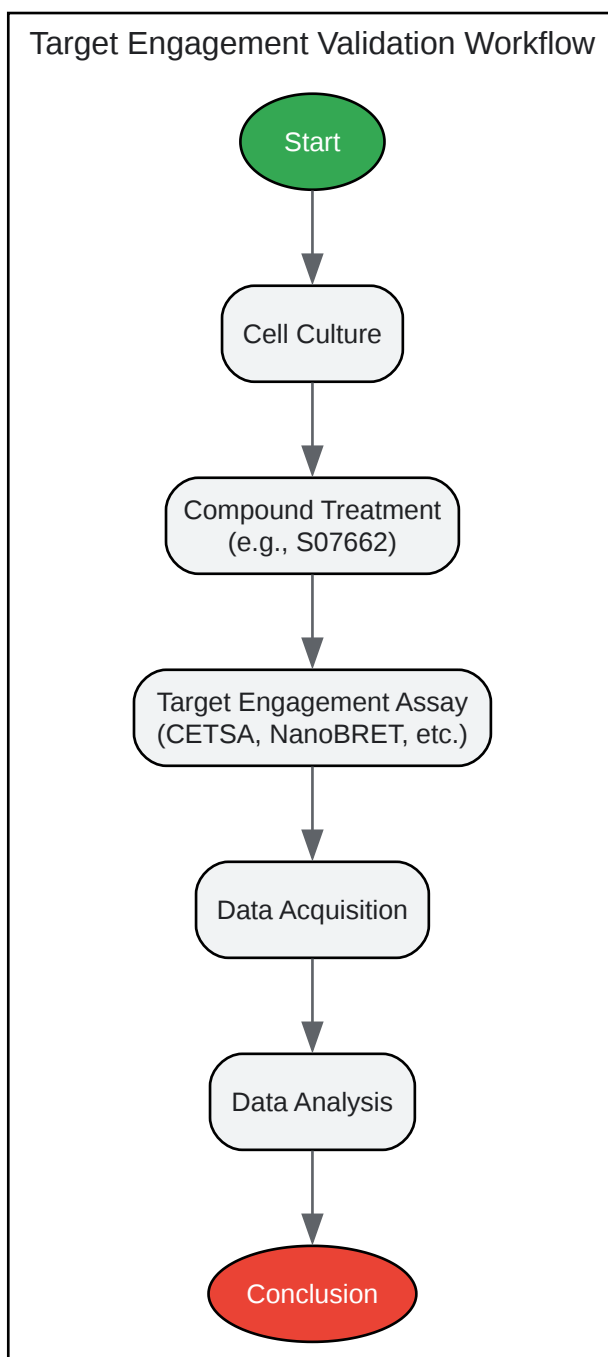 Target Engagement Validation Workflow
Start
Cell Culture
Compound Treatment
(e.g., S07662)
Target Engagement Assay
(CETSA, NanoBRET, etc.)
Data Acquisition
Data Analysis
Conclusion